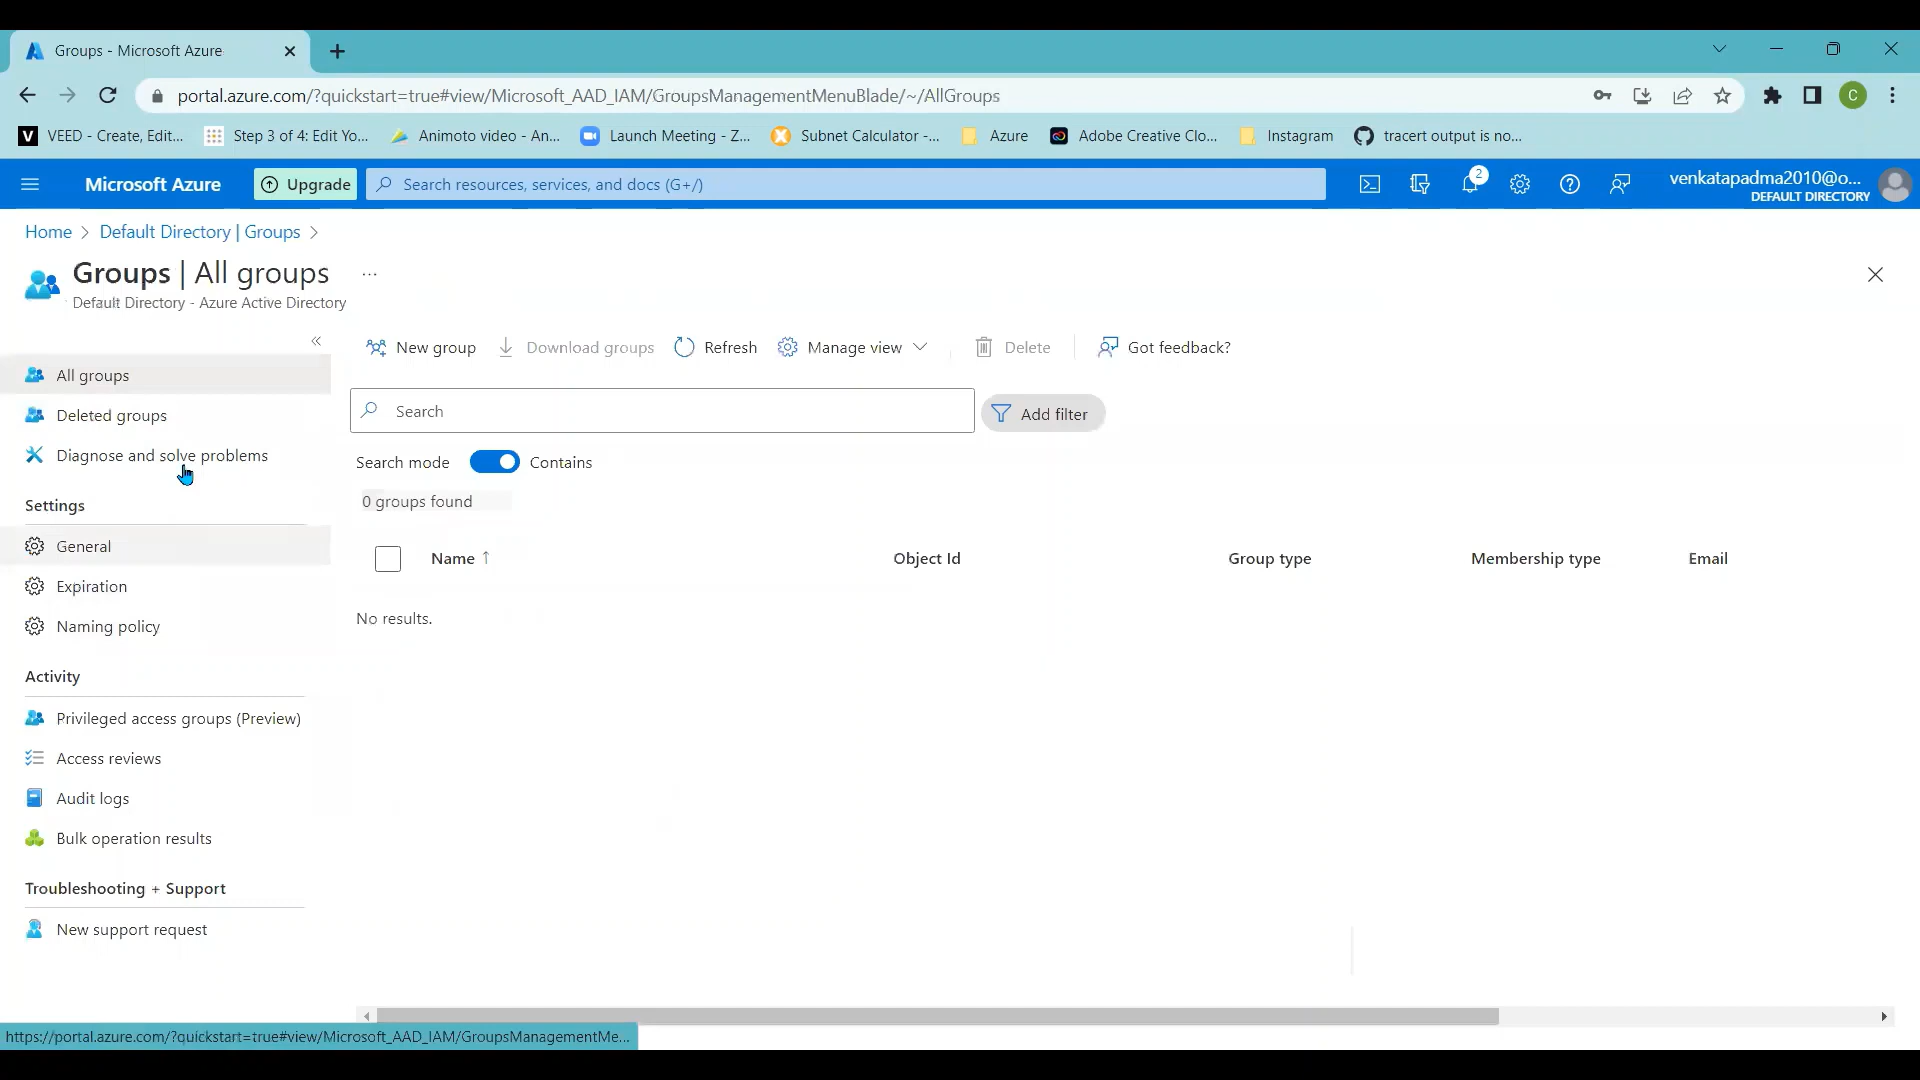 Groups - Microsoft Azure
portal.azure.com/?quickstart=true#view/Microsoft_AAD_IAM/GroupsManagementMenuBlade/~/AllGroups
C
V VEED - Create, Edit... Step 3 of 4: Edit Yo... Animoto video - An... Launch Meeting - Z... Subnet Calculator -... Azure Adobe Creative Clo... Instagram tracert output is no...
Microsoft Azure Upgrade Search resources, services, and docs (G+/) 2 venkatapadma2010@o...
DEFAULT DIRECTORY
Home > Default Directory | Groups >
Groups | All groups ...
Default Directory - Azure Active Directory
«
New group Download groups Refresh Manage view Delete Got feedback?
All groups
Deleted groups
Diagnose and solve problems
Settings
General
Expiration
Naming policy
Activity
Privileged access groups (Preview)
Access reviews
Audit logs
Bulk operation results
Troubleshooting + Support
New support request
Search
Add filter
Search mode Contains
0 groups found
Name ↑ Object Id Group type Membership type Email
No results.
https://portal.azure.com/?quickstart=true#view/Microsoft_AAD_IAM/GroupsManagementMe...